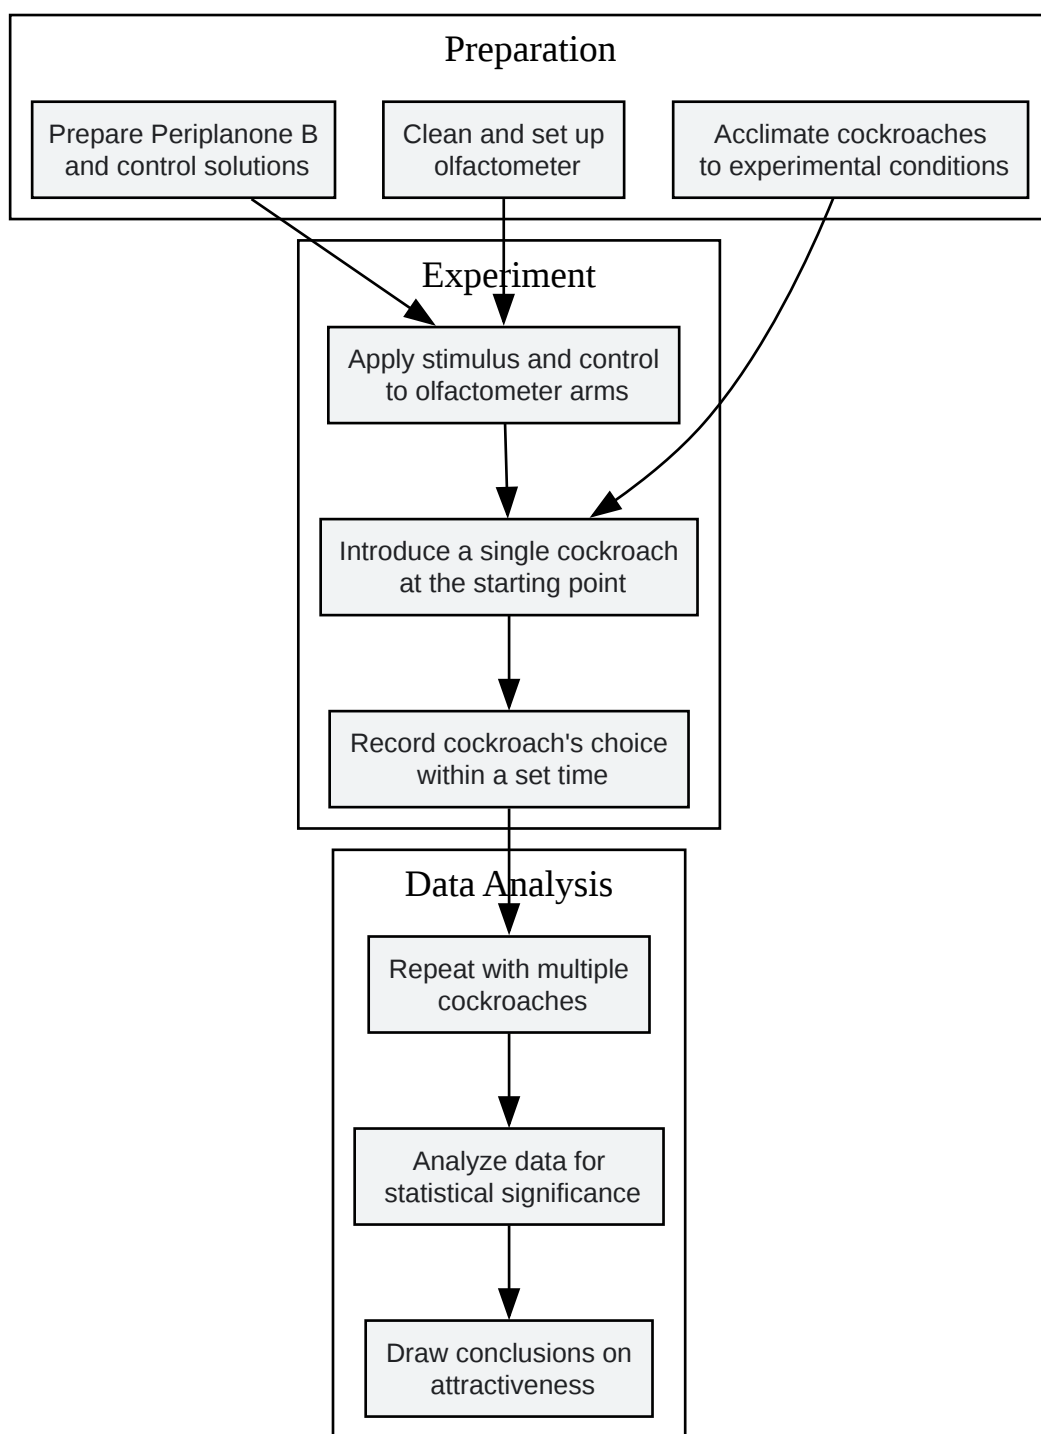 Preparation
Prepare Periplanone B
and control solutions
Clean and set up
olfactometer
Acclimate cockroaches
to experimental conditions
Experiment
Apply stimulus and control
to olfactometer arms
Introduce a single cockroach
at the starting point
Record cockroach's choice
within a set time
Data Analysis
Repeat with multiple
cockroaches
Analyze data for
statistical significance
Draw conclusions on
attractiveness